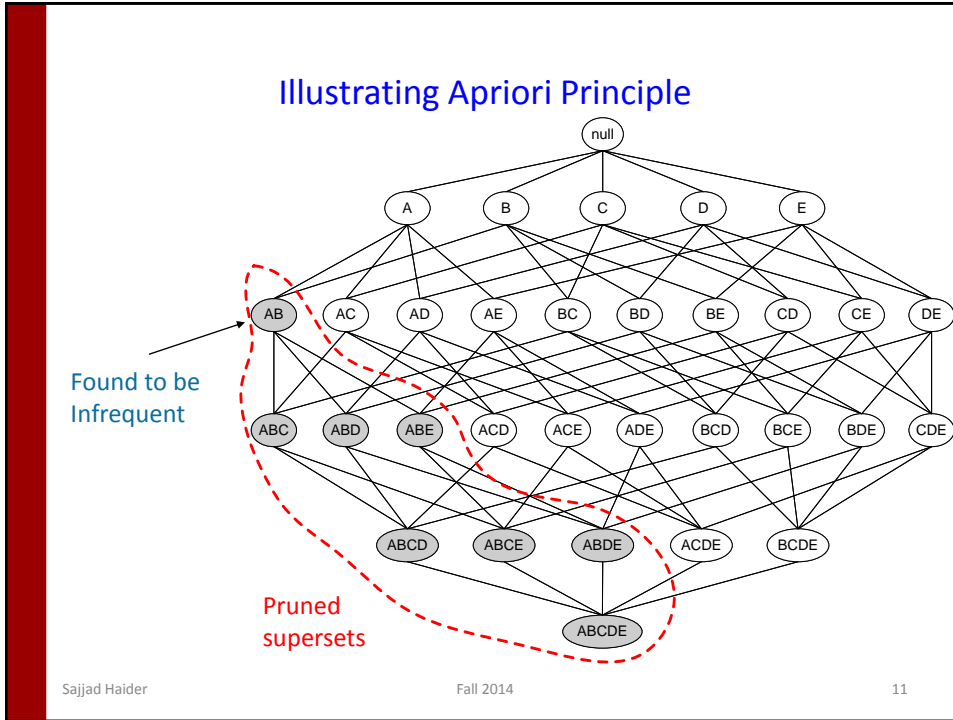 Illustrating Apriori Principle
null
A B C D E
AB AC AD AE BC BD BE CD CE DE
Found to be
Infrequent
ABC ABD ABE ACD ACE ADE BCD BCE BDE CDE
ABCD ABCE ABDE ACDE BCDE
Pruned
supersets
ABCDE
Sajjad Haider Fall 2014 11